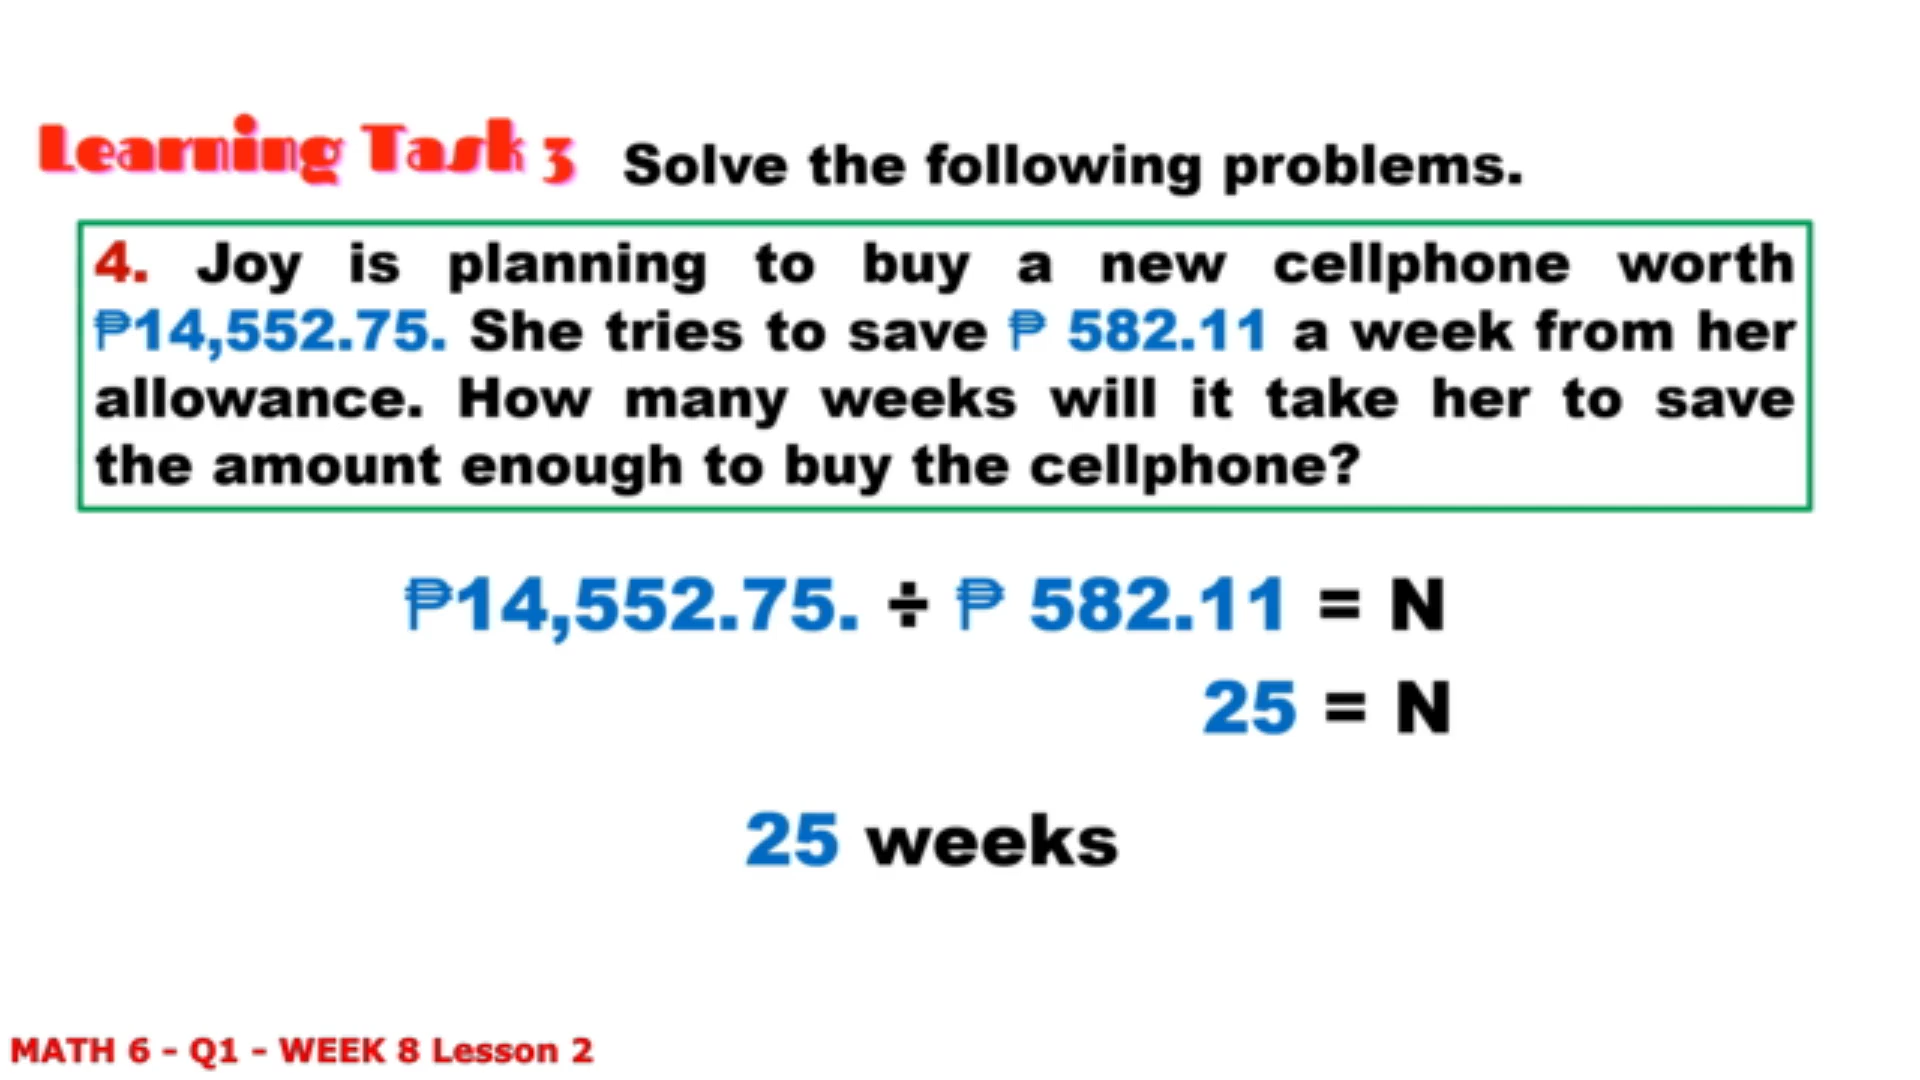 Learning Task 3 Solve the following problems.
4. Joy is planning to buy a new cellphone worth
₱14,552.75. She tries to save ₱ 582.11 a week from her
allowance. How many weeks will it take her to save
the amount enough to buy the cellphone?
₱14,552.75. ÷ ₱ 582.11 = N
25 = N
25 weeks
MATH 6 - Q1 - WEEK 8 Lesson 2